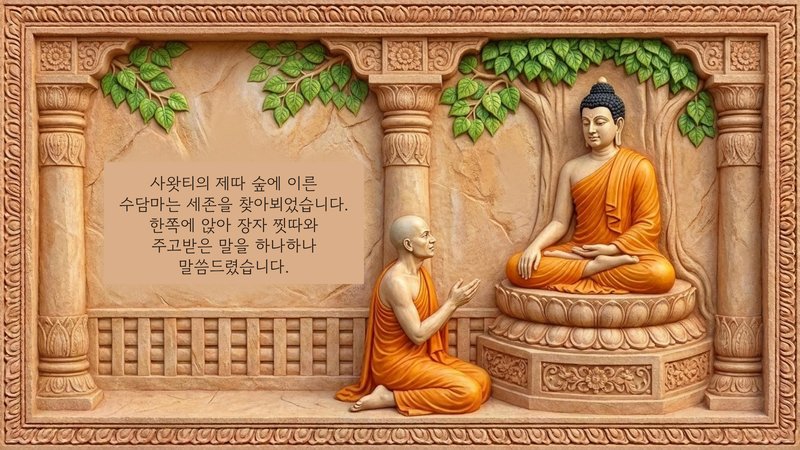 사왓티의 제따 숲에 이른
수담마는 세존을 찾아뵈었습니다.
한쪽에 앉아 장자 찟따와
주고받은 말을 하나하나
말씀드렸습니다.